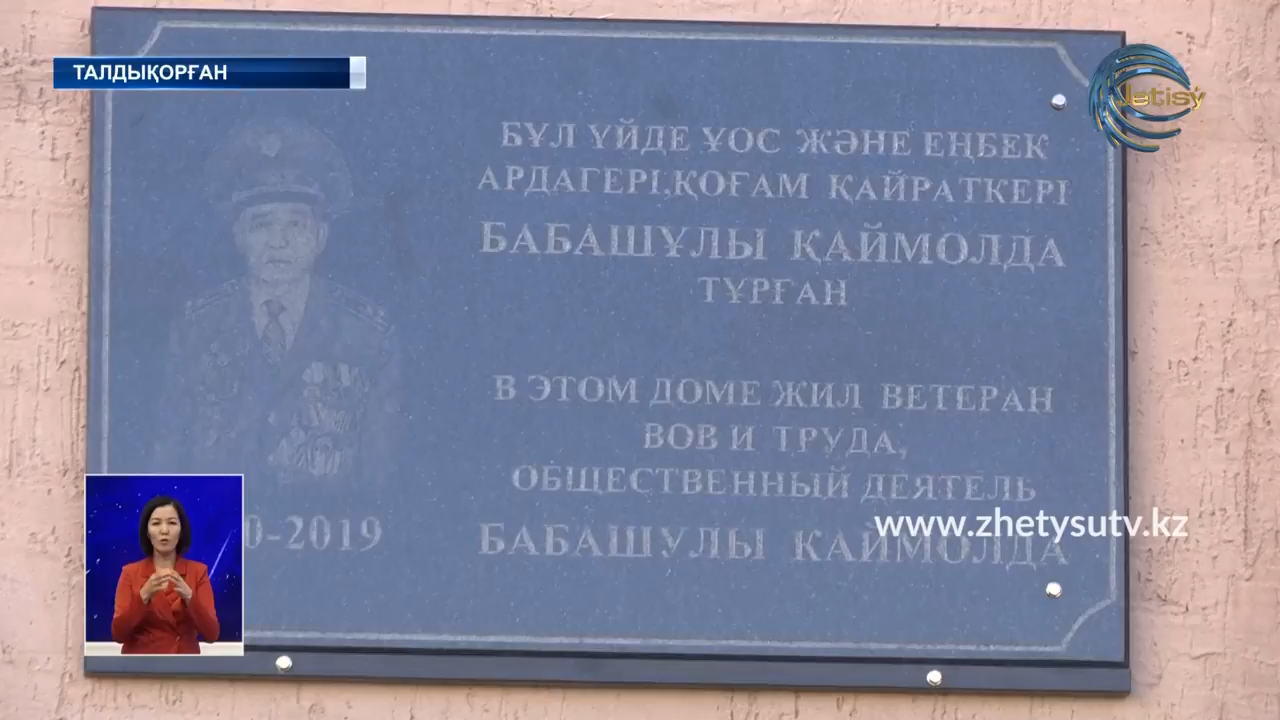 ТАЛДЫҚОРҒАН
Jetisý
БҰЛ ҮЙДЕ ҰОС ЖӘНЕ ЕҢБЕК
АРДАГЕРІ,ҚОҒАМ ҚАЙРАТКЕРІ
БАБАШҰЛЫ ҚАЙМОЛДА
ТҰРҒАН
В ЭТОМ ДОМЕ ЖИЛ ВЕТЕРАН
ВОВ И ТРУДА,
ОБЩЕСТВЕННЫЙ ДЕЯТЕЛЬ
www.zhetysutv.kz
0-2019
БАБАШУЛЫ КАЙМОЛДА